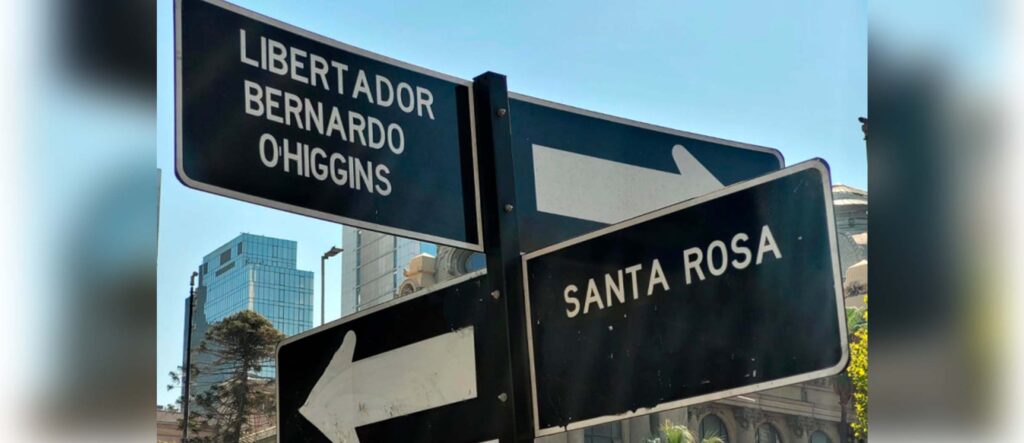 LIBERTADOR
BERNARDO
O'HIGGINS
SANTA ROSA